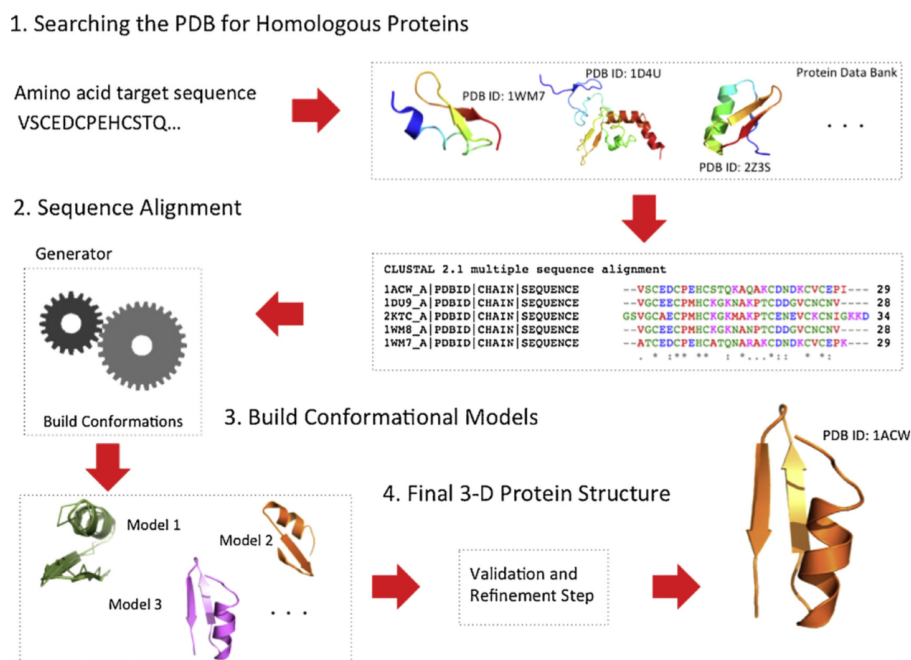 1. Searching the PDB for Homologous Proteins
Amino acid target sequence
VSCEDCPEHCSTQ...
PDB ID: 1WM7
PDB ID: 1D4U
Protein Data Bank
PDB ID: 2Z3S
. . .
2. Sequence Alignment
Generator
Build Conformations
CLUSTAL 2.1 multiple sequence alignment
1ACW_A|PDBID|CHAIN|SEQUENCE --VSCEDCPEHCSTQKAQAKCDNDKCVCEPI--- 29
1DU9_A|PDBID|CHAIN|SEQUENCE --VGCEECPMHCKGKNAKPTCDDGVCNCNV---- 28
2KTC_A|PDBID|CHAIN|SEQUENCE GSVGCAECPMHCKGKMAKPTCENEVCKCNIGKKD 34
1WM8_A|PDBID|CHAIN|SEQUENCE --VGCEECPMHCKGKNANPTCDDGVCNCNV---- 28
1WM7_A|PDBID|CHAIN|SEQUENCE --ATCEDCPEHCATQNARAKCDNDKCVCEPK--- 29
. * :** ** *...*:: * *
3. Build Conformational Models
Model 1
Model 2
Model 3
. . .
4. Final 3-D Protein Structure
Validation and
Refinement Step
PDB ID: 1ACW